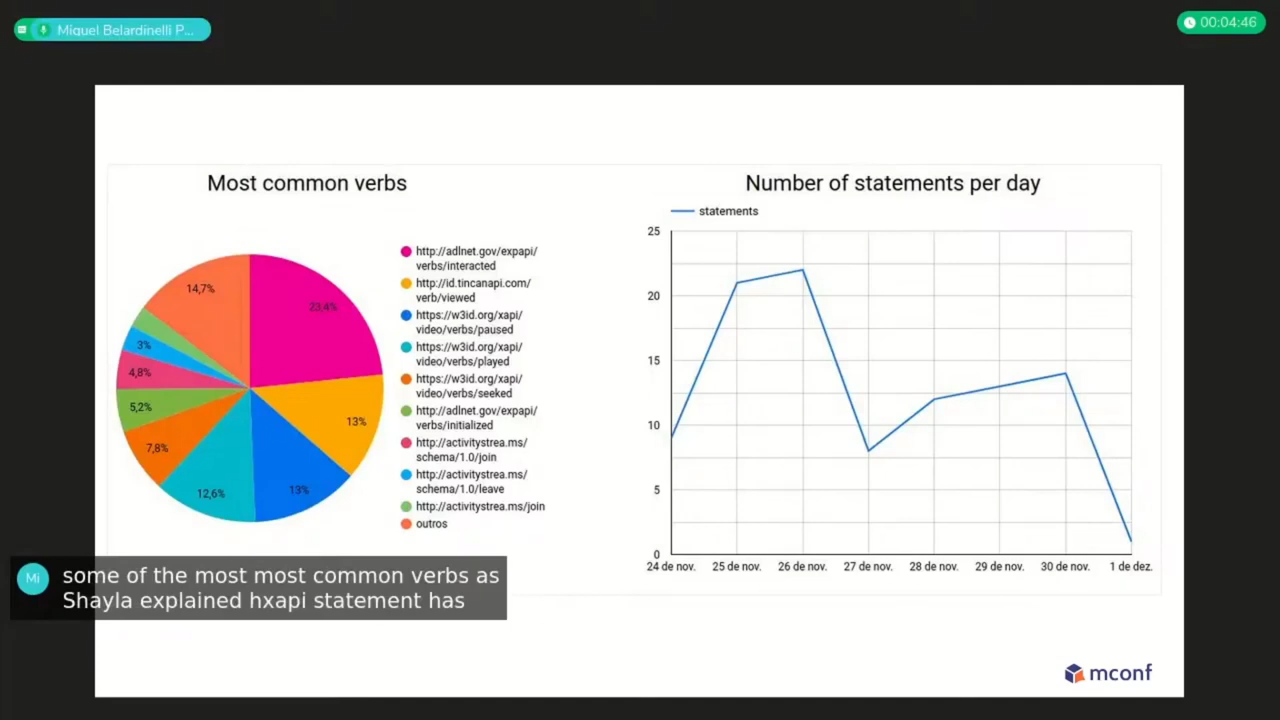 Miquel Belardinelli P...
00:04:46
Most common verbs
23,4%
13%
13%
12,6%
7,8%
5,2%
4,8%
3%
14,7%
http://adlnet.gov/expapi/
verbs/interacted
http://id.tincanapi.com/
verb/viewed
https://w3id.org/xapi/
video/verbs/paused
https://w3id.org/xapi/
video/verbs/played
https://w3id.org/xapi/
video/verbs/seeked
http://adlnet.gov/expapi/
verbs/initialized
http://activitystrea.ms/
schema/1.0/join
http://activitystrea.ms/
schema/1.0/leave
http://activitystrea.ms/join
outros
Number of statements per day
statements
25
20
15
10
5
0
24 de nov. 25 de nov. 26 de nov. 27 de nov. 28 de nov. 29 de nov. 30 de nov. 1 de dez.
Mi
some of the most most common verbs as
Shayla explained hxapi statement has
mconf